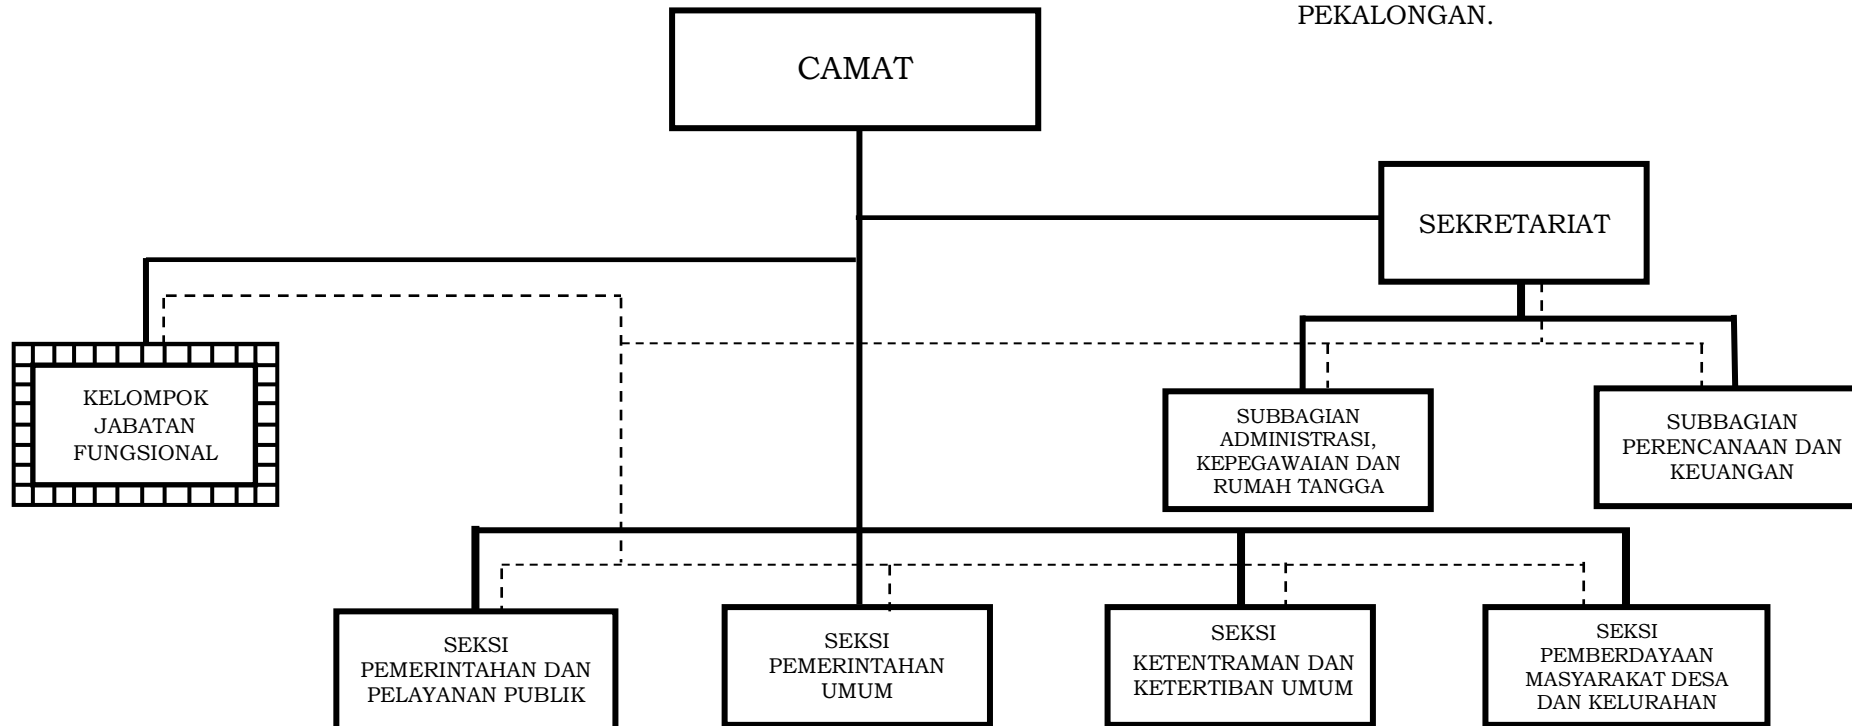 PEKALONGAN.
CAMAT
SEKRETARIAT
KELOMPOK
JABATAN
FUNGSIONAL
SUBBAGIAN
ADMINISTRASI,
KEPEGAWAIAN DAN
RUMAH TANGGA
SUBBAGIAN
PERENCANAAN DAN
KEUANGAN
SEKSI
PEMERINTAHAN DAN
PELAYANAN PUBLIK
SEKSI
PEMERINTAHAN
UMUM
SEKSI
KETENTRAMAN DAN
KETERTIBAN UMUM
SEKSI
PEMBERDAYAAN
MASYARAKAT DESA
DAN KELURAHAN